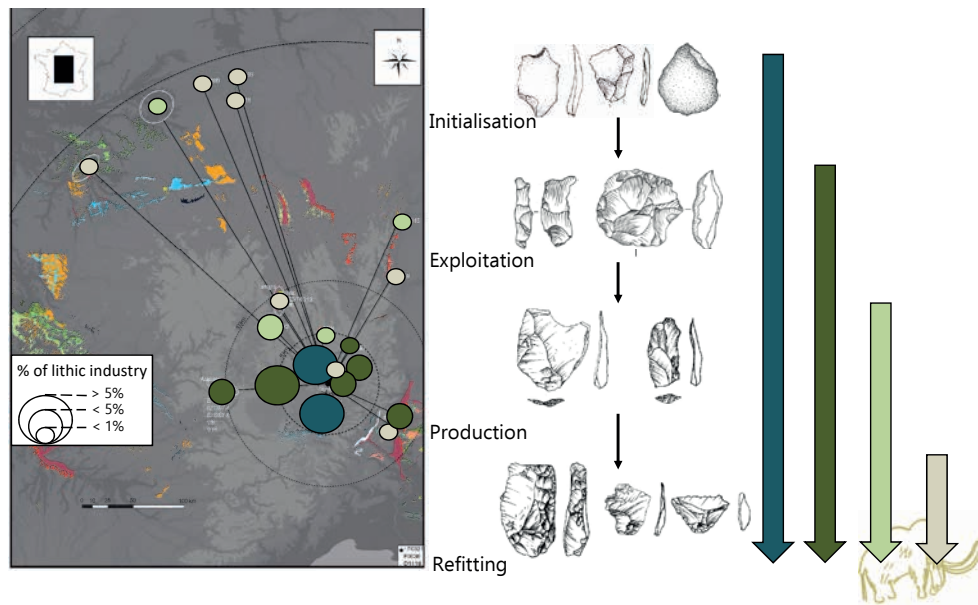 N
Initialisation
Exploitation
% of lithic industry
> 5%
< 5%
< 1%
Production
Refitting